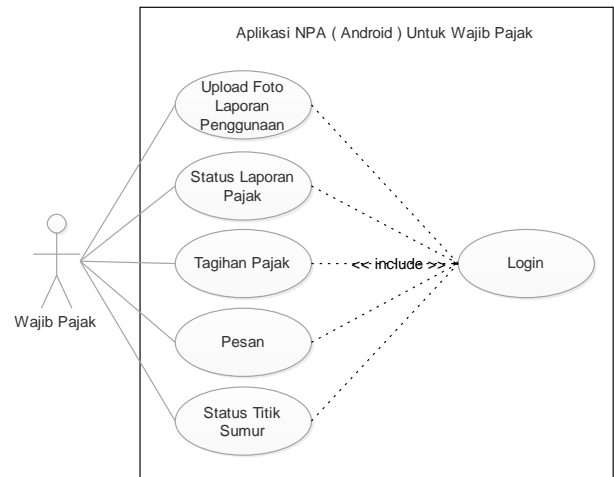 Aplikasi NPA ( Android ) Untuk Wajib Pajak
Upload Foto
Laporan
Penggunaan
Status Laporan
Pajak
Tagihan Pajak
<< include >>
Login
Wajib Pajak
Pesan
Status Titik
Sumur